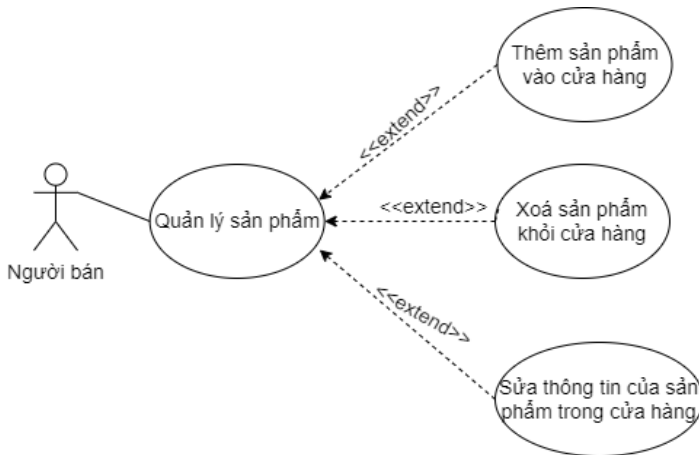 Thêm sản phẩm
vào cửa hàng
<<extend>>
<<extend>>
Xoá sản phẩm
khỏi cửa hàng
Quản lý sản phẩm
Người bán
<<extend>>
Sửa thông tin của sản
phẩm trong cửa hàng